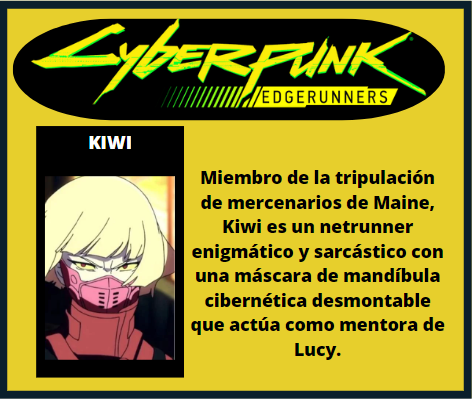 CYBERPUNK
EDGERUNNERS
KIWI
Miembro de la tripulación
de mercenarios de Maine,
Kiwi es un netrunner
enigmático y sarcástico con
una máscara de mandíbula
cibernética desmontable
que actúa como mentora de
Lucy.